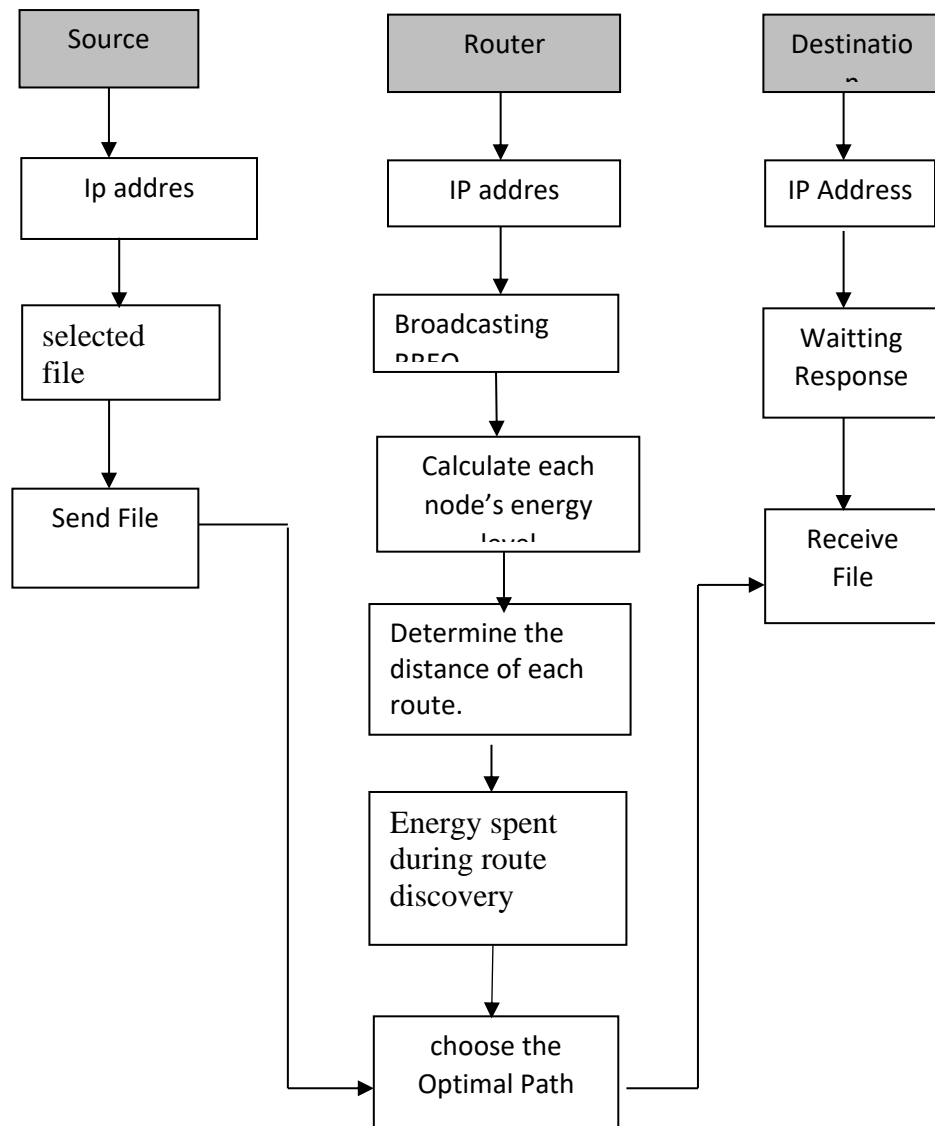 Source
Ip addres
selected
file
Send File
Router
IP addres
Broadcasting
Calculate each
node's energy
level
Determine the
distance of each
route.
Energy spent
during route
discovery
choose the
Optimal Path
Destinatio
n
IP Address
Waitting
Response
Receive
File